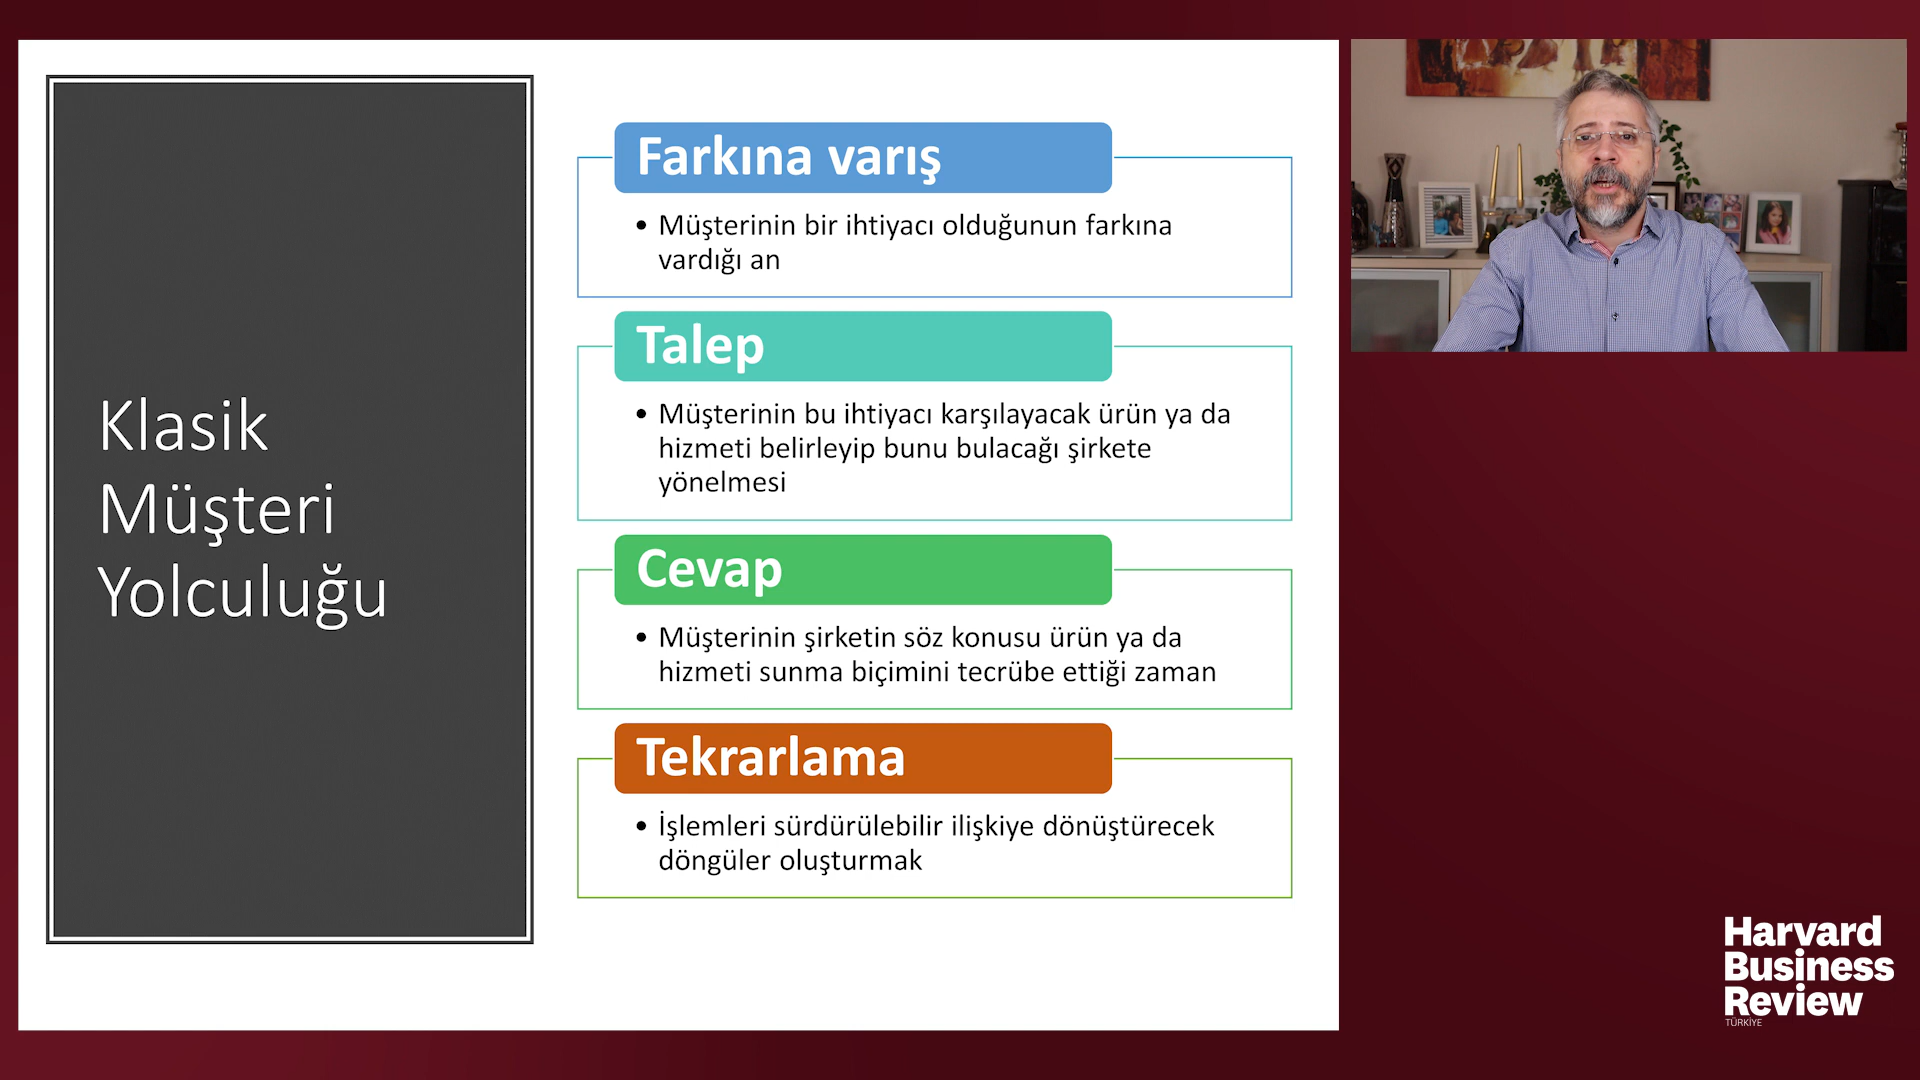 Klasik
Müşteri
Yolculuğu
Farkına varış
• Müşterinin bir ihtiyacı olduğunun farkına
vardığı an
Talep
• Müşterinin bu ihtiyacı karşılayacak ürün ya da
hizmeti belirleyip bunu bulacağı şirkete
yönelmesi
Cevap
• Müşterinin şirketin söz konusu ürün ya da
hizmeti sunma biçimini tecrübe ettiği zaman
Tekrarlama
• İşlemleri sürdürülebilir ilişkiye dönüştürecek
döngüler oluşturmak
Harvard
Business
Review
TÜRKİYE